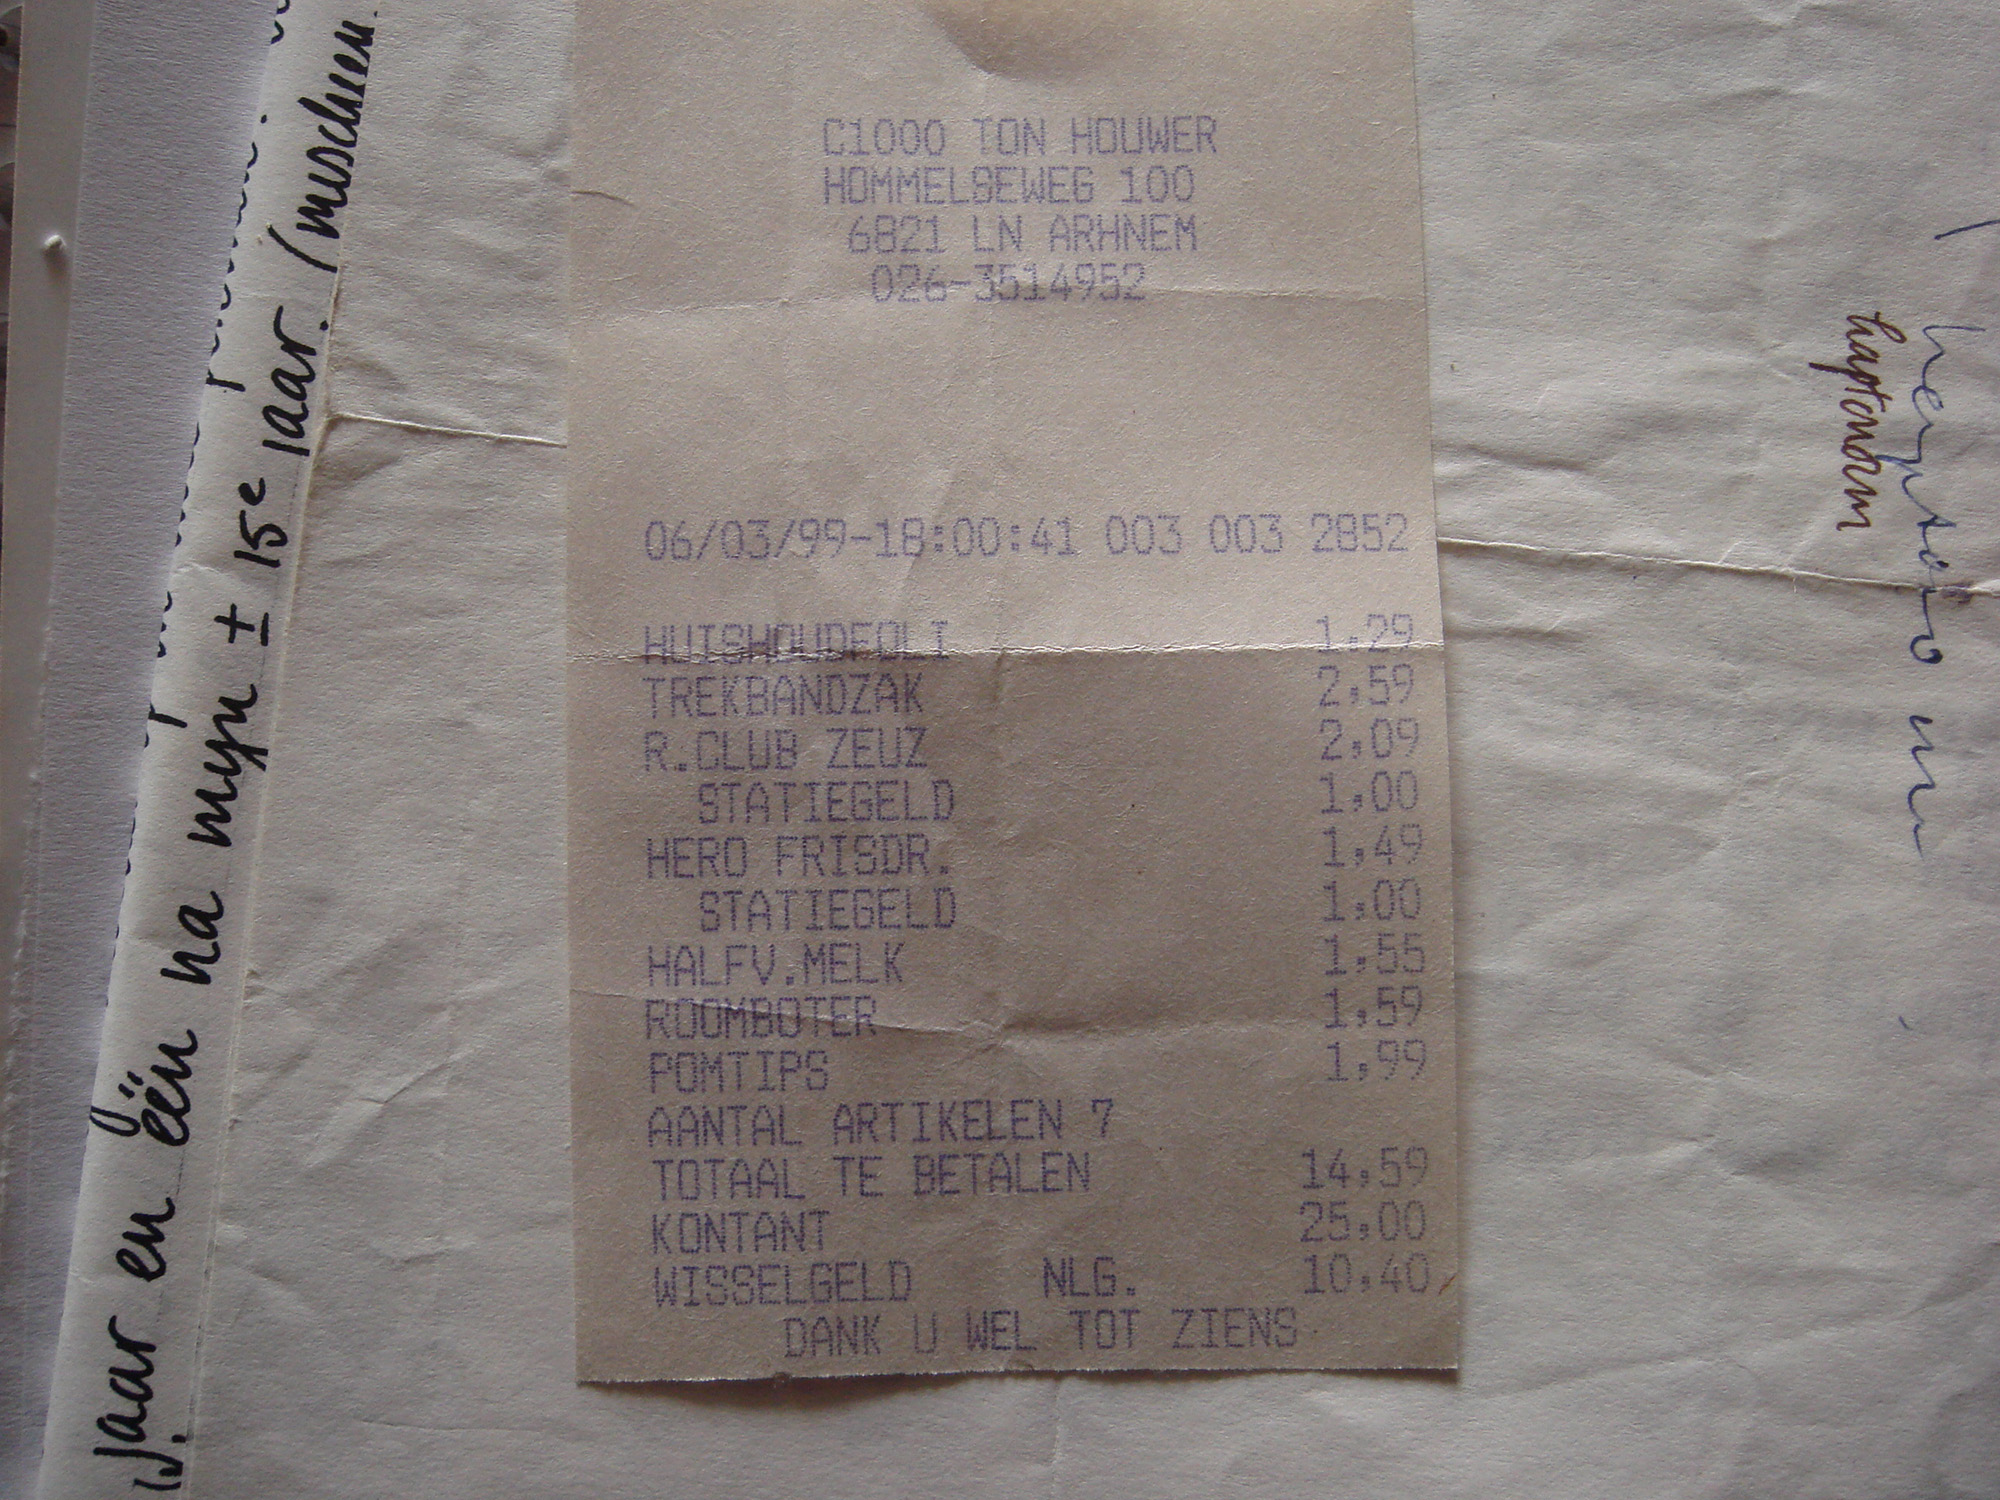 C1000 TON HOUWER
HOMMELSEWEG 100
6821 LN ARHNEM
026-3514952
06/03/99-18:00:41 003 003 2852
HUISHOUDFOLI 1,29
TREKBANDZAK 2,59
R.CLUB ZEUZ 2,09
STATIEGELD 1,00
HERO FRISDR. 1,49
STATIEGELD 1,00
HALFV.MELK 1,55
ROOMBOTER 1,59
POMTIPS 1,99
AANTAL ARTIKELEN 7
TOTAAL TE BETALEN 14,59
KONTANT 25,00
WISSELGELD NLG. 10,40
DANK U WEL TOT ZIENS
jaar en één na mijn ± 15e jaar. (misschien
haptonom